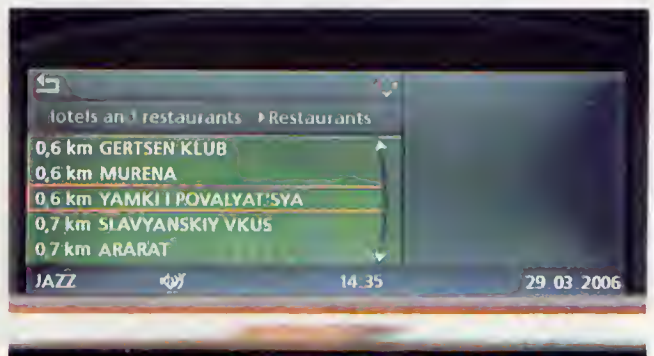 Hotels and restaurants ▸Restaurants
0,6 km GERTSEN KLUB
0,6 km MURENA
0,6 km YAMKI I POVALYAT'SYA
0,7 km SLAVYANSKIY VKUS
0,7 km ARARAT
JAZZ 14:35 29 03 2006